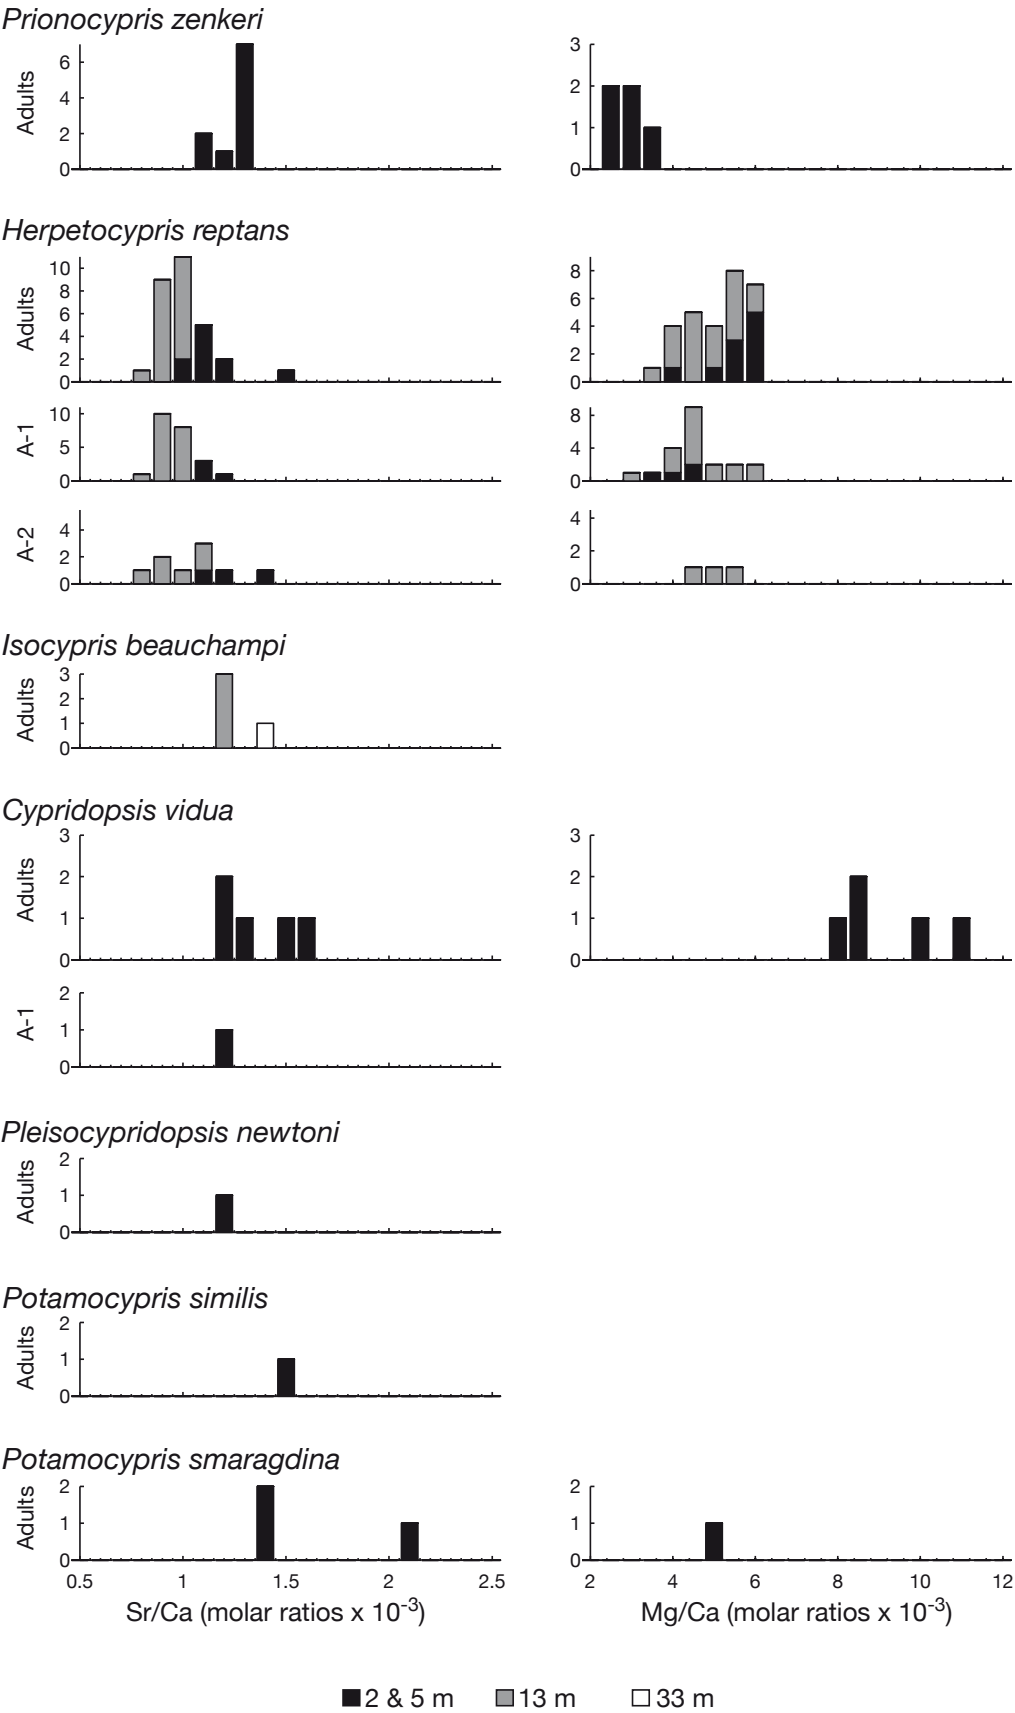 Prionocypris zenkeri
Adults
6
4
2
0
3
2
1
0
Herpetocypris reptans
Adults
10
8
6
4
2
0
8
6
4
2
0
A-1
10
5
0
8
4
0
A-2
4
2
0
4
2
0
Isocypris beauchampi
Adults
3
2
1
0
Cypridopsis vidua
Adults
3
2
1
0
3
2
1
0
A-1
2
1
0
Pleisocypridopsis newtoni
Adults
2
1
0
Potamocypris similis
Adults
2
1
0
Potamocypris smaragdina
Adults
2
1
0
2
1
0
0.5 1 1.5 2 2.5
2 4 6 8 10 12
Sr/Ca (molar ratios x 10-3)
Mg/Ca (molar ratios x 10-3)
2 & 5 m 13 m 33 m